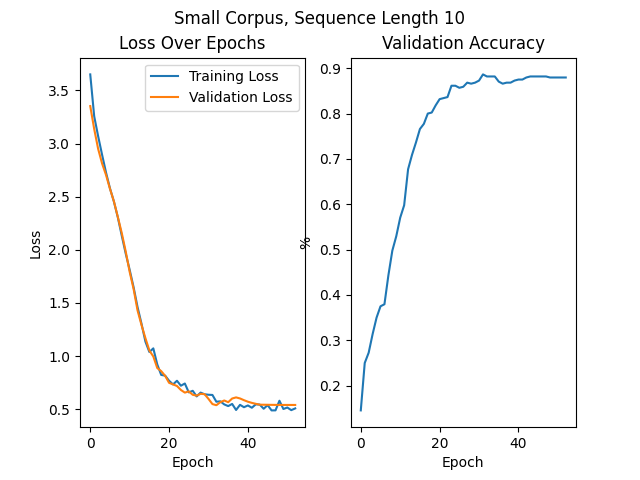 Small Corpus, Sequence Length 10
Loss Over Epochs
Training Loss
Validation Loss
Loss
3.5
3.0
2.5
2.0
1.5
1.0
0.5
0
20
40
Epoch
Validation Accuracy
%
0.9
0.8
0.7
0.6
0.5
0.4
0.3
0.2
0
20
40
Epoch